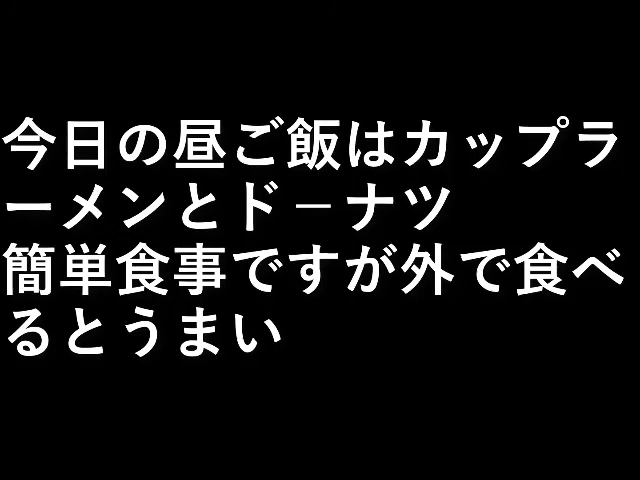 今日の昼ご飯はカップラ
ーメンとド－ナツ
簡単食事ですが外で食べ
るとうまい